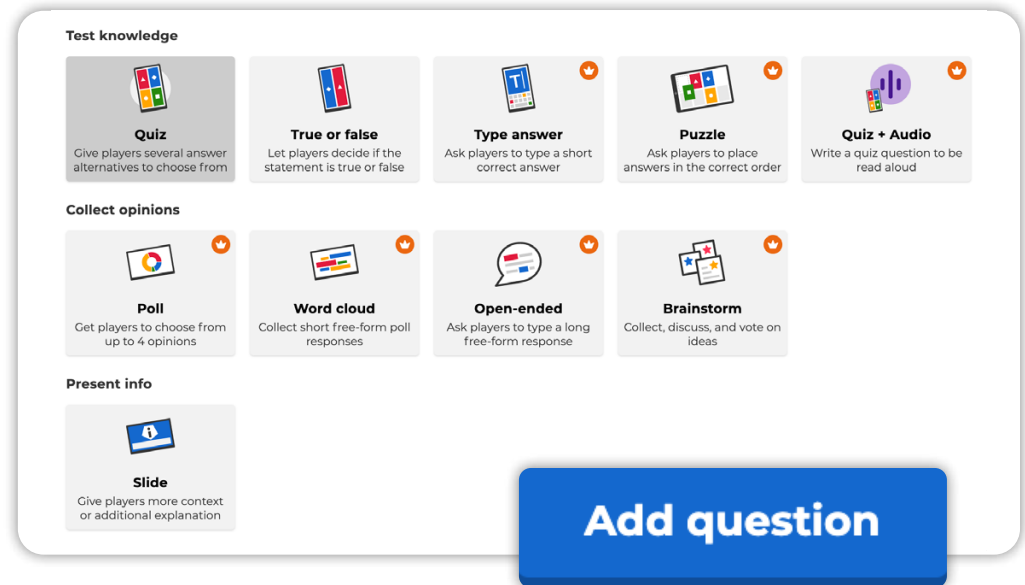 Test knowledge
Quiz
Give players several answer
alternatives to choose from
True or false
Let players decide if the
statement is true or false
Type answer
Ask players to type a short
correct answer
Puzzle
Ask players to place
answers in the correct order
Quiz + Audio
Write a quiz question to be
read aloud
Collect opinions
Poll
Get players to choose from
up to 4 opinions
Word cloud
Collect short free-form poll
responses
Open-ended
Ask players to type a long
free-form response
Brainstorm
Collect, discuss, and vote on
ideas
Present info
Slide
Give players more context
or additional explanation
Add question